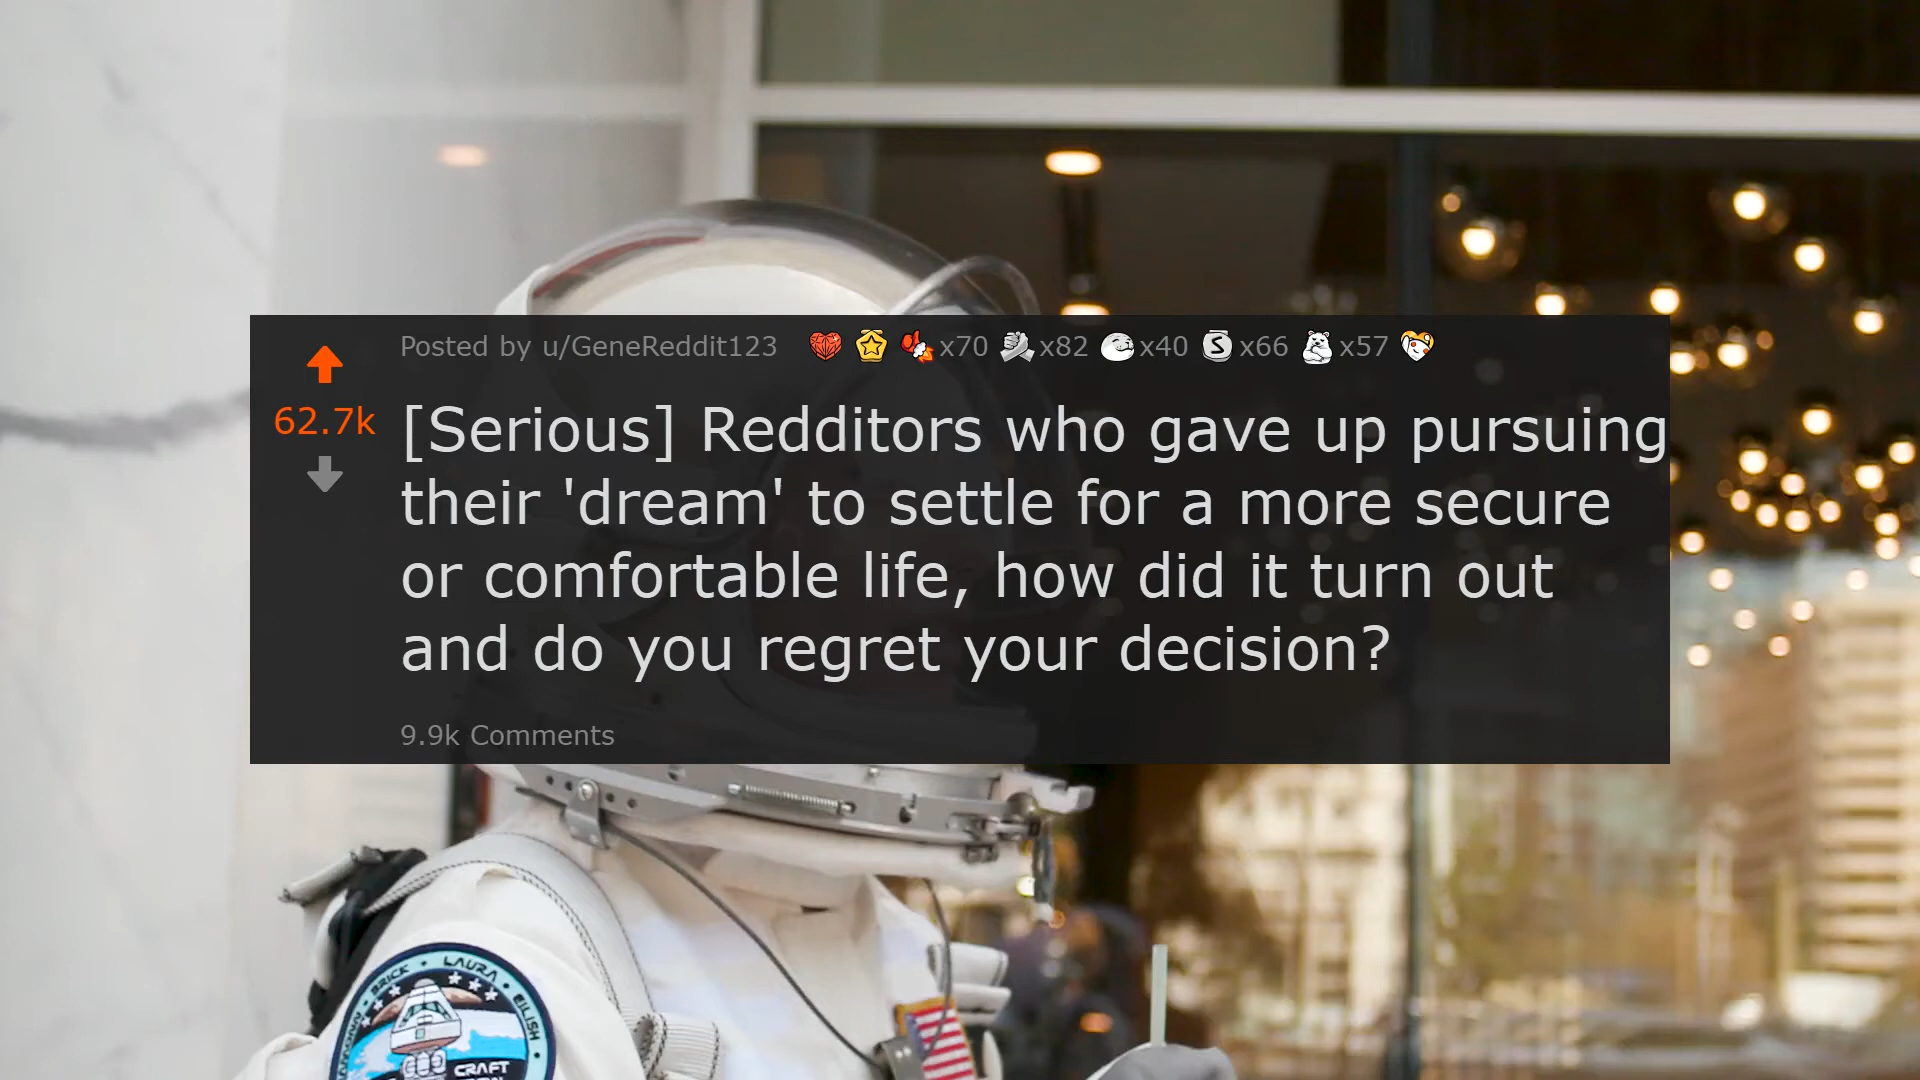 Posted by u/GeneReddit123 x70 x82 x40 S x66 x57
62.7k
[Serious] Redditors who gave up pursuing
their 'dream' to settle for a more secure
or comfortable life, how did it turn out
and do you regret your decision?
9.9k Comments
BRICK • LAURA • EILISH
CRAFT